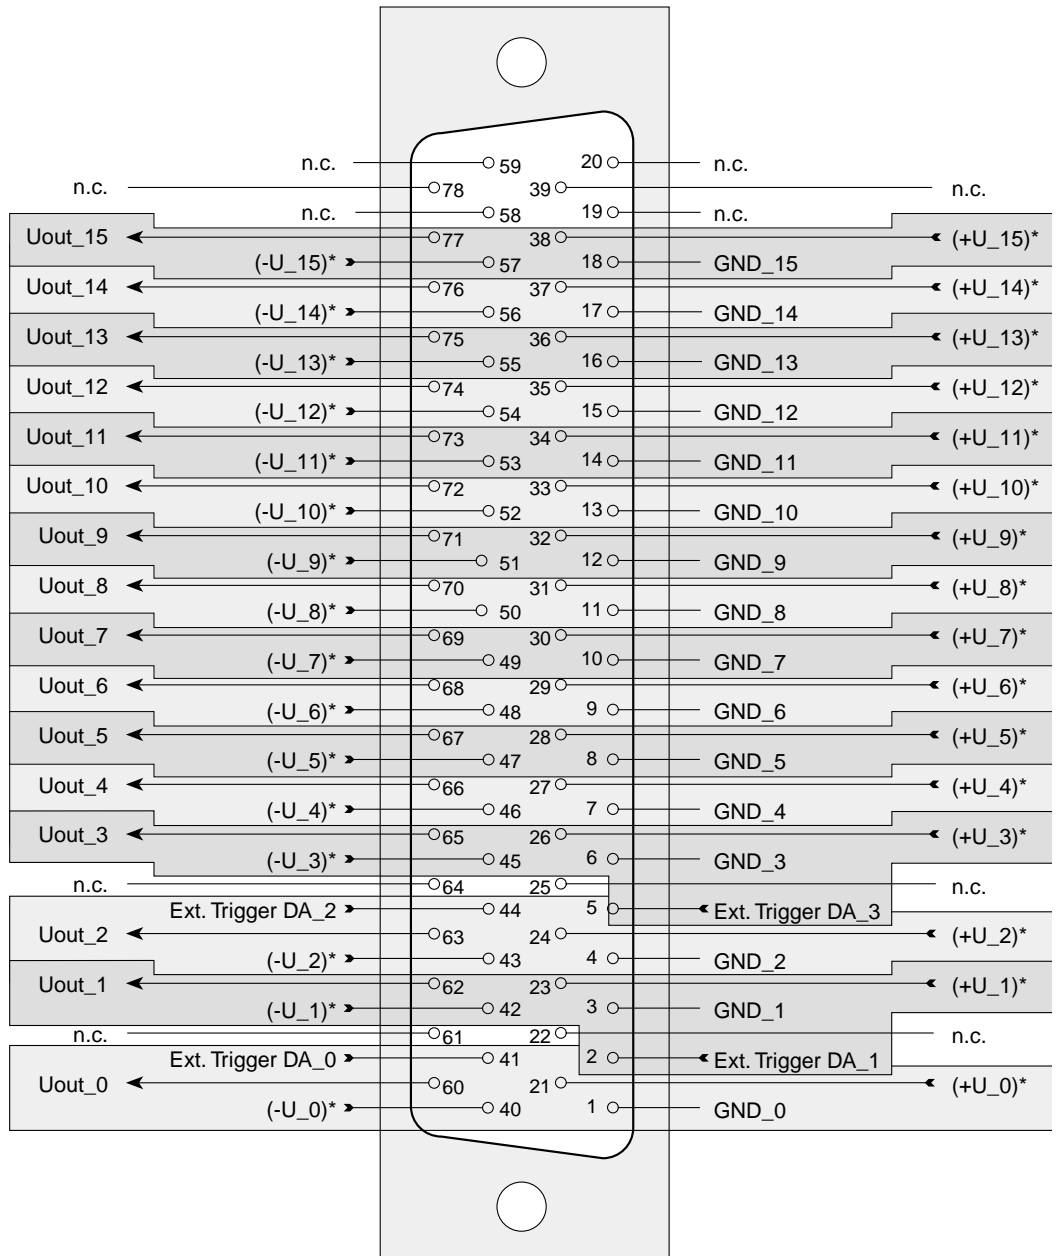 n.c. 59 20 n.c.
n.c. 78 39 n.c.
n.c. 58 19 n.c.
Uout_15 77 38 (+U_15)*
(-U_15)* 57 18 GND_15
Uout_14 76 37 (+U_14)*
(-U_14)* 56 17 GND_14
Uout_13 75 36 (+U_13)*
(-U_13)* 55 16 GND_13
Uout_12 74 35 (+U_12)*
(-U_12)* 54 15 GND_12
Uout_11 73 34 (+U_11)*
(-U_11)* 53 14 GND_11
Uout_10 72 33 (+U_10)*
(-U_10)* 52 13 GND_10
Uout_9 71 32 (+U_9)*
(-U_9)* 51 12 GND_9
Uout_8 70 31 (+U_8)*
(-U_8)* 50 11 GND_8
Uout_7 69 30 (+U_7)*
(-U_7)* 49 10 GND_7
Uout_6 68 29 (+U_6)*
(-U_6)* 48 9 GND_6
Uout_5 67 28 (+U_5)*
(-U_5)* 47 8 GND_5
Uout_4 66 27 (+U_4)*
(-U_4)* 46 7 GND_4
Uout_3 65 26 (+U_3)*
(-U_3)* 45 6 GND_3
n.c. 64 25 n.c.
Ext. Trigger DA_2 44 5 Ext. Trigger DA_3
Uout_2 63 24 (+U_2)*
(-U_2)* 43 4 GND_2
Uout_1 62 23 (+U_1)*
(-U_1)* 42 3 GND_1
n.c. 61 22 n.c.
Ext. Trigger DA_0 41 2 Ext. Trigger DA_1
Uout_0 60 21 (+U_0)*
(-U_0)* 40 1 GND_0